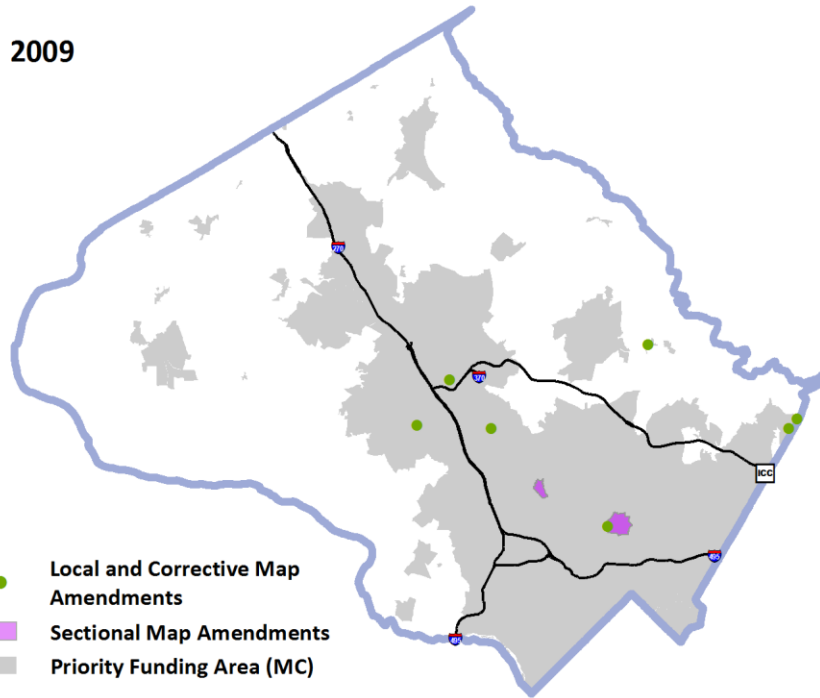 2009
270
370
ICC
495
Local and Corrective Map
Amendments
Sectional Map Amendments
495
Priority Funding Area (MC)